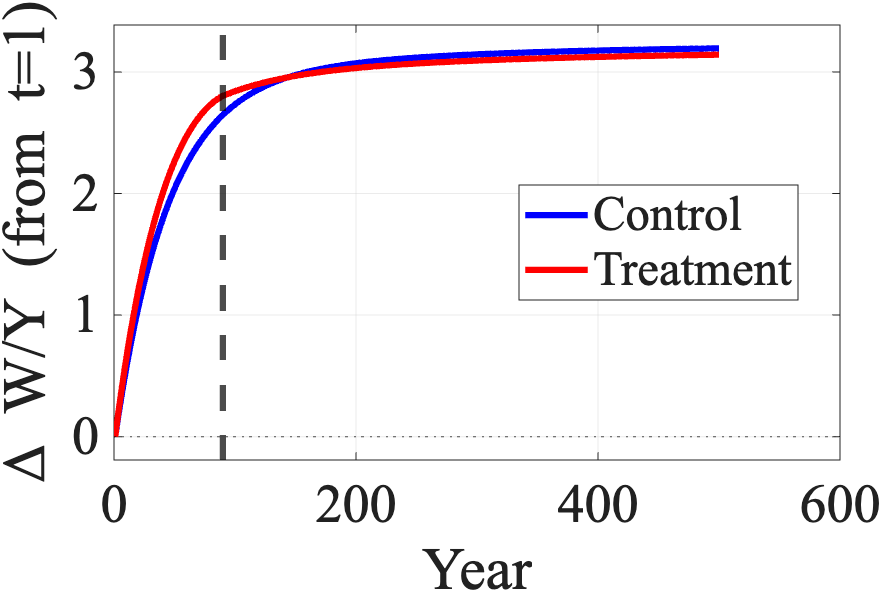 Δ W/Y (from t=1)
3
2
1
0
Control
Treatment
0 200 400 600
Year